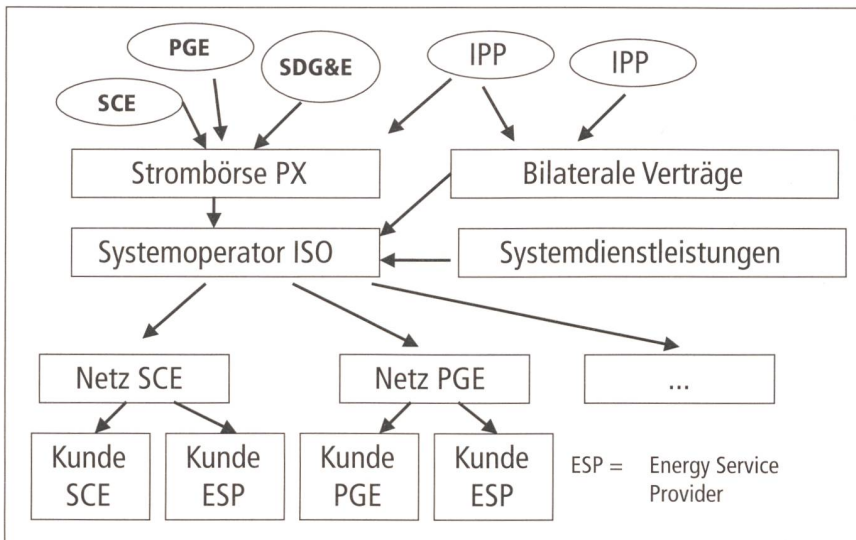 PGE
SDG&E
IPP
IPP
SCE
Strombörse PX
Bilaterale Verträge
Systemoperator ISO
Systemdienstleistungen
Netz SCE
Netz PGE
...
Kunde
SCE
Kunde
ESP
Kunde
PGE
Kunde
ESP
ESP = Energy Service
Provider